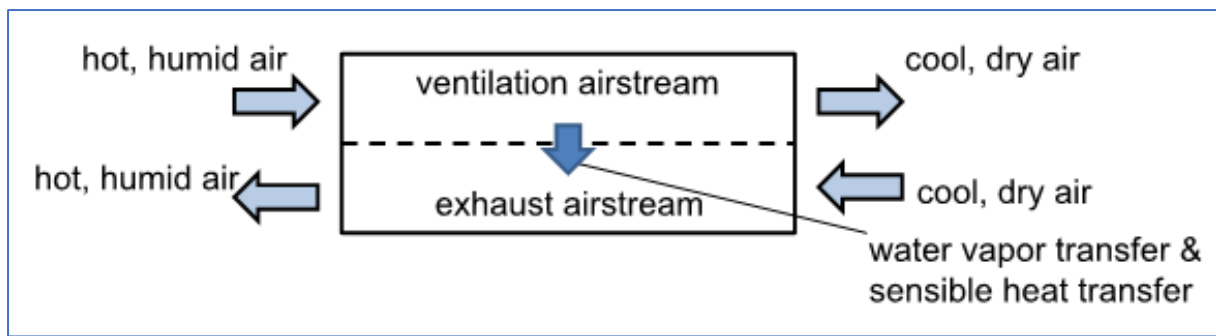 hot, humid air
ventilation airstream
cool, dry air
hot, humid air
exhaust airstream
cool, dry air
water vapor transfer &
sensible heat transfer